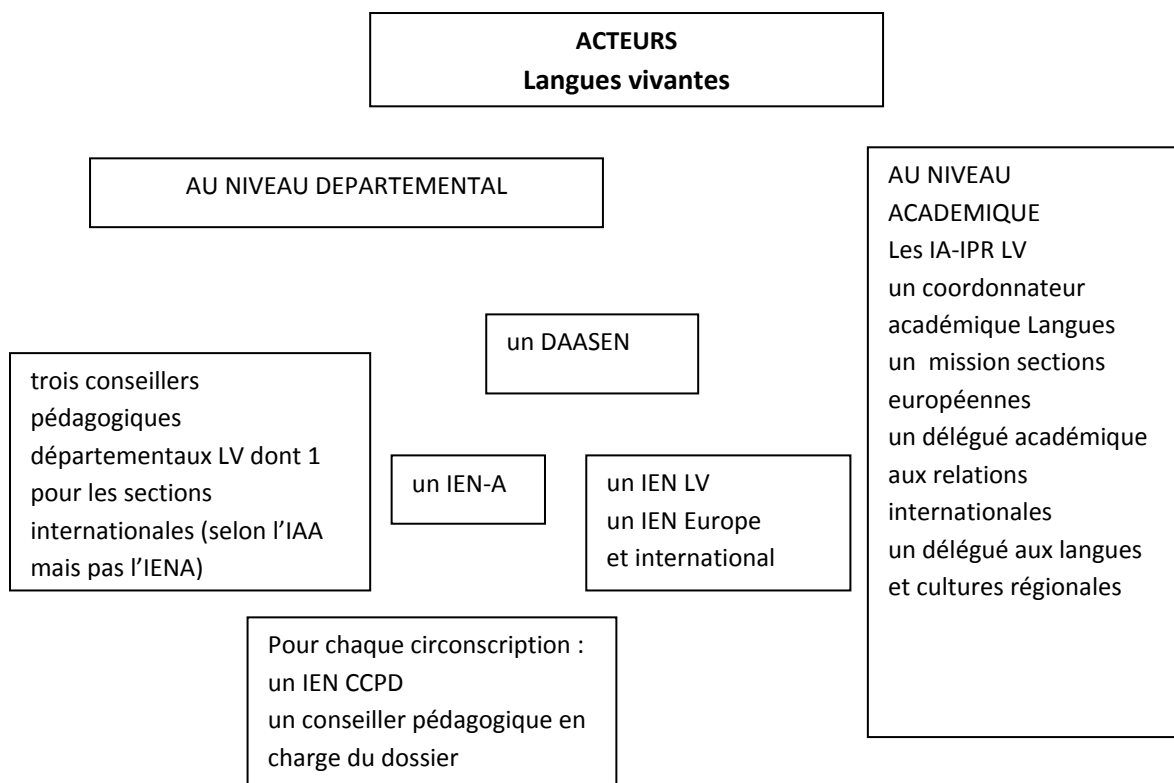 ACTEURS
Langues vivantes
AU NIVEAU DEPARTEMENTAL
un DAASEN
trois conseillers
pédagogiques
départementaux LV dont 1
pour les sections
internationales (selon l’IAA
mais pas l’IENA)
un IEN-A
un IEN LV
un IEN Europe
et international
Pour chaque circonscription :
un IEN CCPD
un conseiller pédagogique en
charge du dossier
AU NIVEAU
ACADEMIQUE
Les IA-IPR LV
un coordonnateur
académique Langues
un  mission sections
européennes
un délégué académique
aux relations
internationales
un délégué aux langues
et cultures régionales